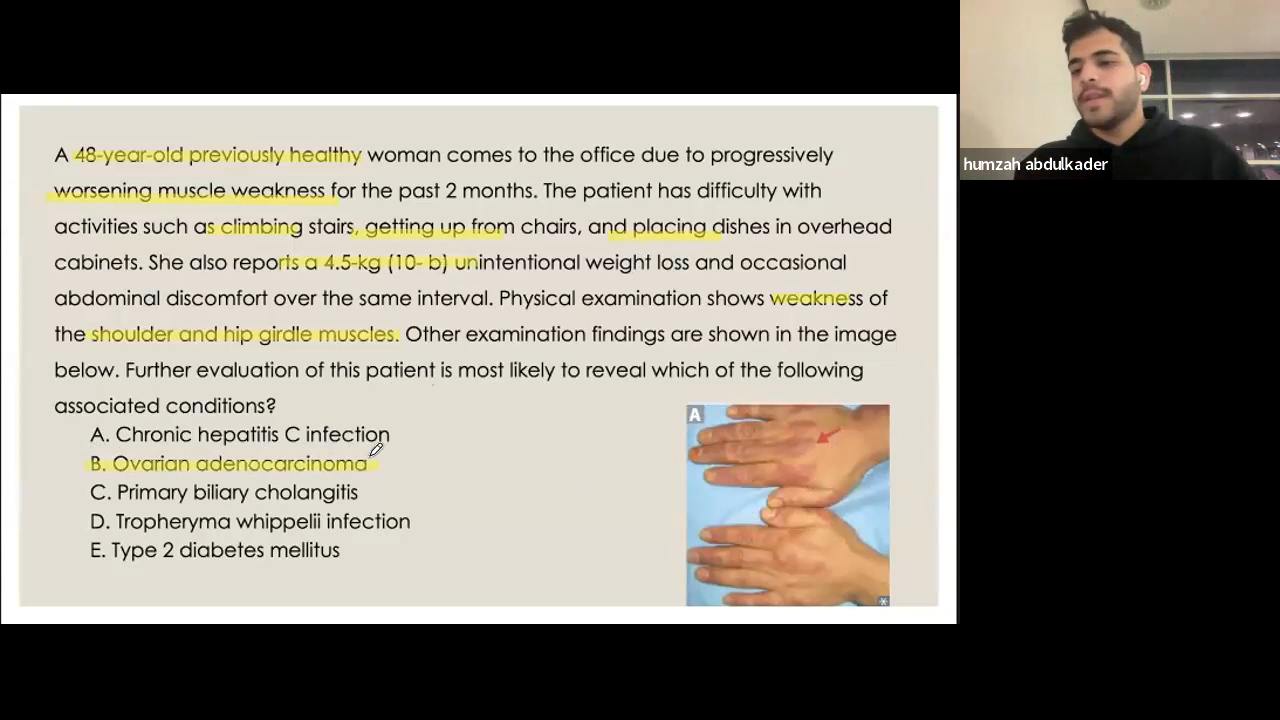 A 48-year-old previously healthy woman comes to the office due to progressively
worsening muscle weakness for the past 2 months. The patient has difficulty with
activities such as climbing stairs, getting up from chairs, and placing dishes in overhead
cabinets. She also reports a 4.5-kg (10- b) unintentional weight loss and occasional
abdominal discomfort over the same interval. Physical examination shows weakness of
the shoulder and hip girdle muscles. Other examination findings are shown in the image
below. Further evaluation of this patient is most likely to reveal which of the following
associated conditions?
A. Chronic hepatitis C infection
B. Ovarian adenocarcinoma
C. Primary biliary cholangitis
D. Tropheryma whippelii infection
E. Type 2 diabetes mellitus
A
humzah abdulkader